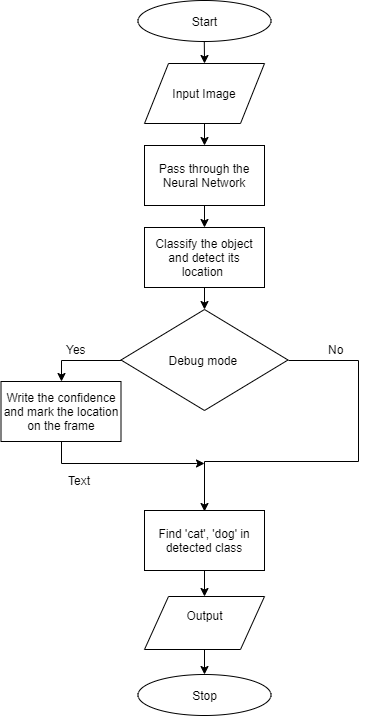 Start
Input Image
Pass through the
Neural Network
Classify the object
and detect its
location
Debug mode
Yes
No
Write the confidence
and mark the location
on the frame
Text
Find 'cat', 'dog' in
detected class
Output
Stop